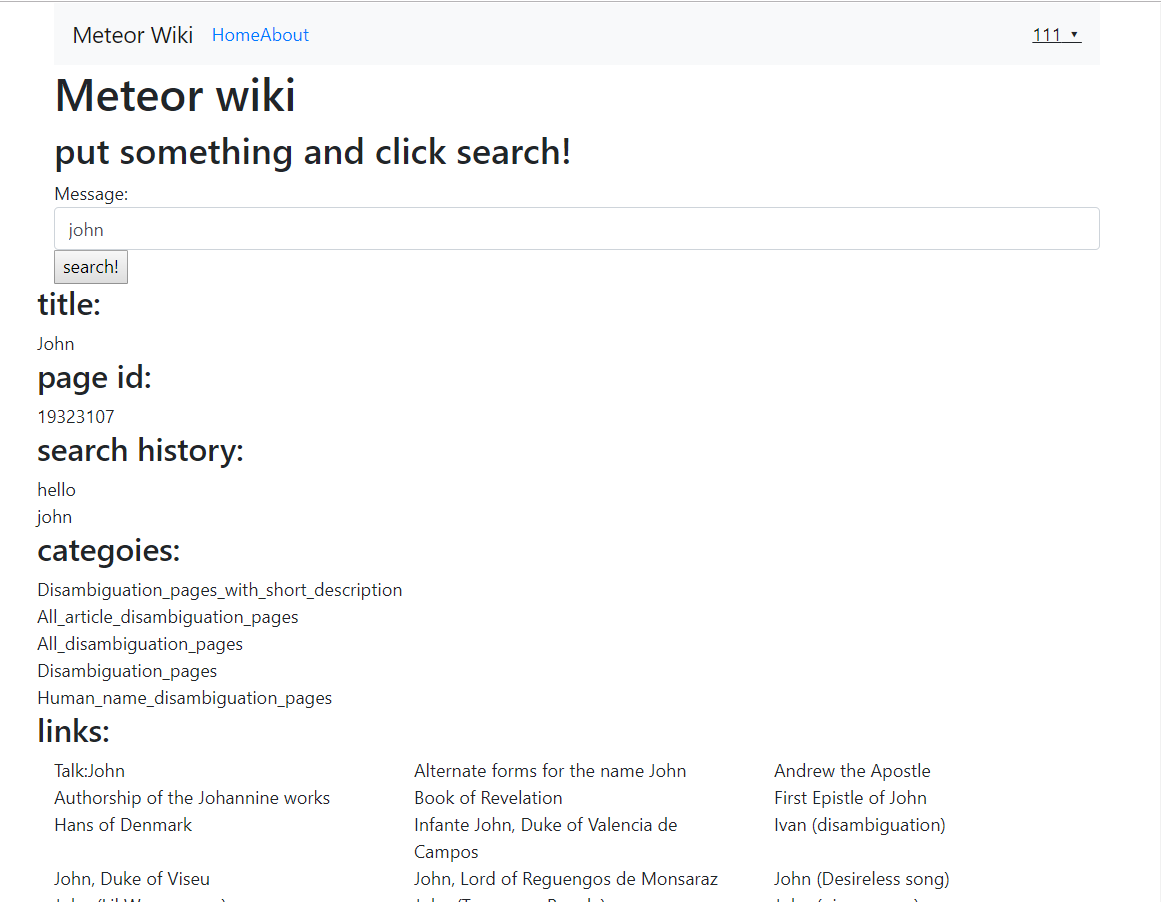 Meteor Wiki HomeAbout 111 ▾
Meteor wiki
put something and click search!
Message:
john
search!
title:
John
page id:
19323107
search history:
hello
john
categoies:
Disambiguation_pages_with_short_description
All_article_disambiguation_pages
All_disambiguation_pages
Disambiguation_pages
Human_name_disambiguation_pages
links:
Talk:John Alternate forms for the name John Andrew the Apostle
Authorship of the Johannine works Book of Revelation First Epistle of John
Hans of Denmark Infante John, Duke of Valencia de Ivan (disambiguation)
Campos
John, Duke of Viseu John, Lord of Reguengos de Monsaraz John (Desireless song)